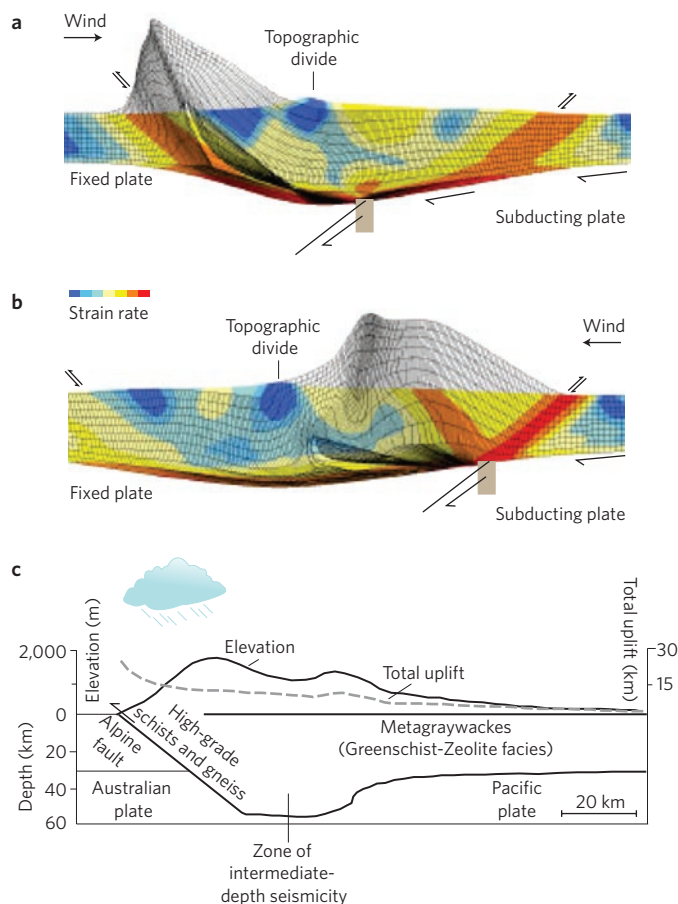 a
Wind
Topographic
divide
Fixed plate
Subducting plate
b
Strain rate
Topographic
divide
Wind
Fixed plate
Subducting plate
c
Elevation (m)
Total uplift (km)
2,000
0
Elevation
Total uplift
30
15
Depth (km)
20
40
60
Alpine
fault
High-grade
schists and gneiss
Metagraywackes
(Greenschist-Zeolite facies)
Australian
plate
Pacific
plate
20 km
Zone of
intermediate-
depth seismicity